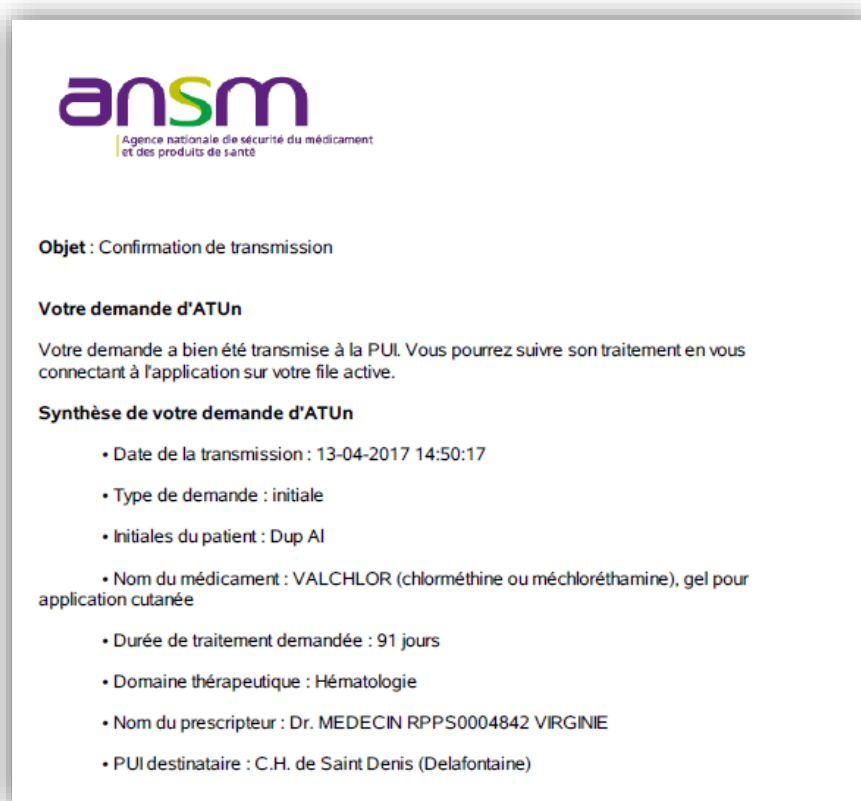 ansm
Agence nationale de sécurité du médicament
et des produits de santé
Objet : Confirmation de transmission
Votre demande d'ATUn
Votre demande a bien été transmise à la PUI. Vous pourrez suivre son traitement en vous
connectant à l'application sur votre file active.
Synthèse de votre demande d'ATUn
• Date de la transmission : 13-04-2017 14:50:17
• Type de demande : initiale
• Initiales du patient : Dup Al
• Nom du médicament : VALCHLOR (chlorméthine ou méchloréthamine), gel pour
application cutanée
• Durée de traitement demandée : 91 jours
• Domaine thérapeutique : Hématologie
• Nom du prescripteur : Dr. MEDECIN RPPS0004842 VIRGINIE
• PUI destinataire : C.H. de Saint Denis (Delafontaine)